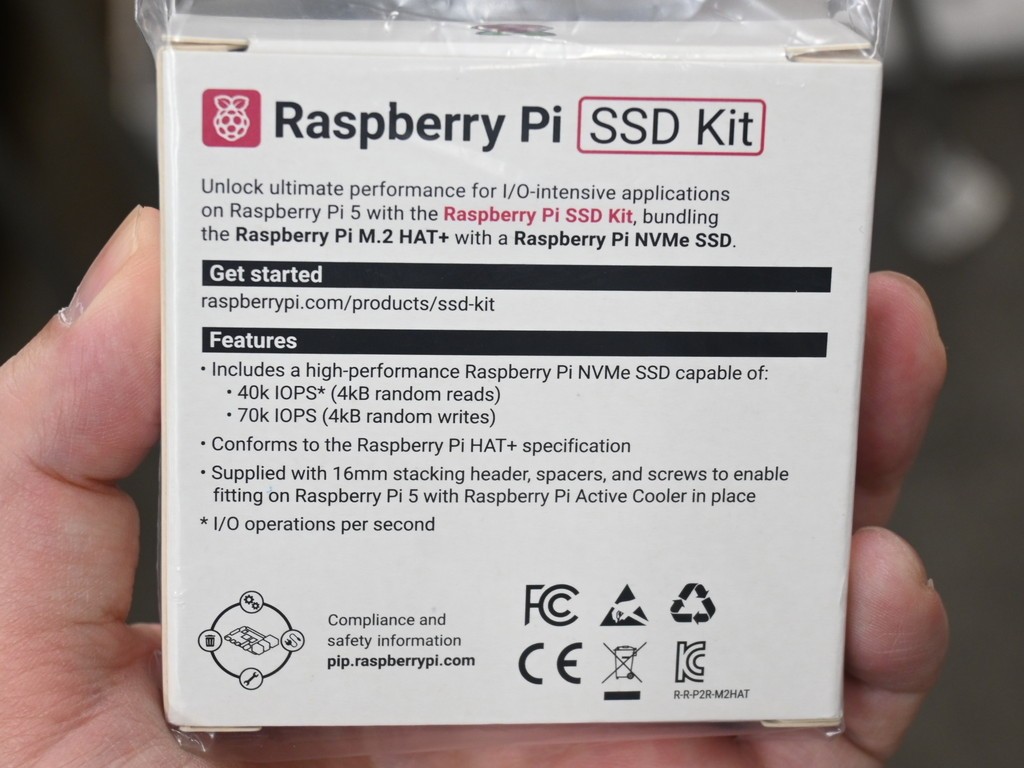 Raspberry Pi SSD Kit
Unlock ultimate performance for I/O-intensive applications
on Raspberry Pi 5 with the Raspberry Pi SSD Kit, bundling
the Raspberry Pi M.2 HAT+ with a Raspberry Pi NVMe SSD.
Get started
raspberrypi.com/products/ssd-kit
Features
• Includes a high-performance Raspberry Pi NVMe SSD capable of:
• 40k IOPS* (4kB random reads)
• 70k IOPS (4kB random writes)
• Conforms to the Raspberry Pi HAT+ specification
• Supplied with 16mm stacking header, spacers, and screws to enable
fitting on Raspberry Pi 5 with Raspberry Pi Active Cooler in place
* I/O operations per second
Compliance and
safety information
pip.raspberrypi.com
FC
CE
KC
R-R-P2R-M2HAT